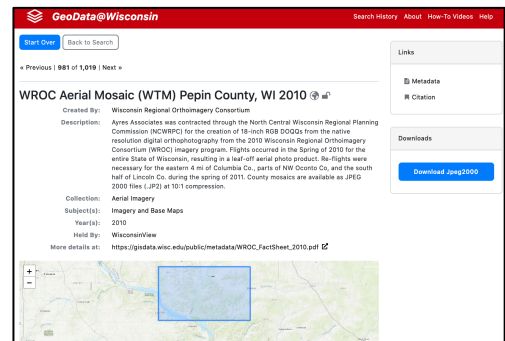 GeoData@Wisconsin
Search History About How-To Videos Help
Start Over Back to Search
« Previous | 981 of 1,019 | Next »
WROC Aerial Mosaic (WTM) Pepin County, WI 2010
Created By: Wisconsin Regional Orthoimagery Consortium
Description: Ayres Associates was contracted through the North Central Wisconsin Regional Planning
Commission (NCWRPC) for the creation of 18-inch RGB DOQQs from the native
resolution digital orthophotography from the 2010 Wisconsin Regional Orthoimagery
Consortium (WROC) imagery program. Flights occurred in the Spring of 2010 for the
entire State of Wisconsin, resulting in a leaf-off aerial photo product. Re-flights were
necessary for the eastern 4 mi of Columbia Co., parts of NW Oconto Co, and the south
half of Lincoln Co. during the spring of 2011. County mosaics are available as JPEG
2000 files (.JP2) at 10:1 compression.
Collection: Aerial Imagery
Subject(s): Imagery and Base Maps
Year(s): 2010
Held By: WisconsinView
More details at: https://gisdata.wisc.edu/public/metadata/WROC_FactSheet_2010.pdf
+
−
Links
Metadata
Citation
Downloads
Download Jpeg2000